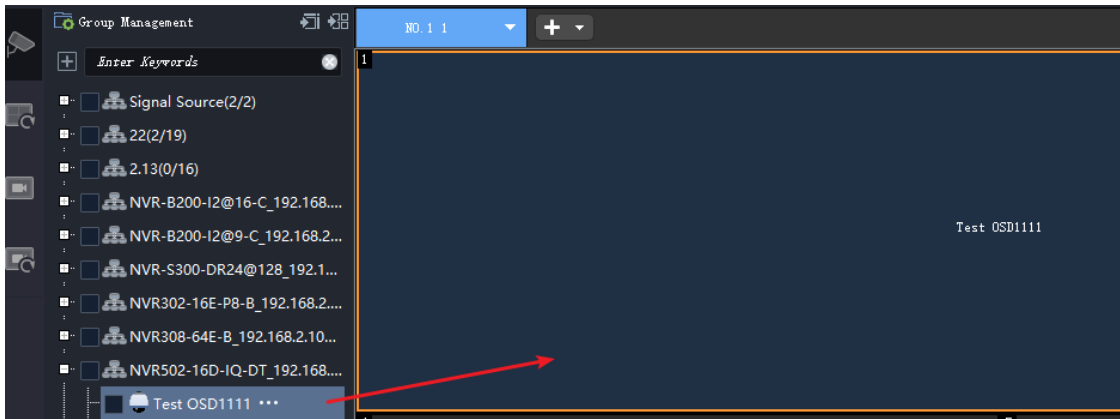 Group Management
NO. 1 1
Enter Keywords
1
Signal Source(2/2)
22(2/19)
2.13(0/16)
NVR-B200-I2@16-C_192.168....
NVR-B200-I2@9-C_192.168.2...
Test OSD1111
NVR-S300-DR24@128_192.1...
NVR302-16E-P8-B_192.168.2....
NVR308-64E-B_192.168.2.10...
NVR502-16D-IQ-DT_192.168....
Test OSD1111 •••